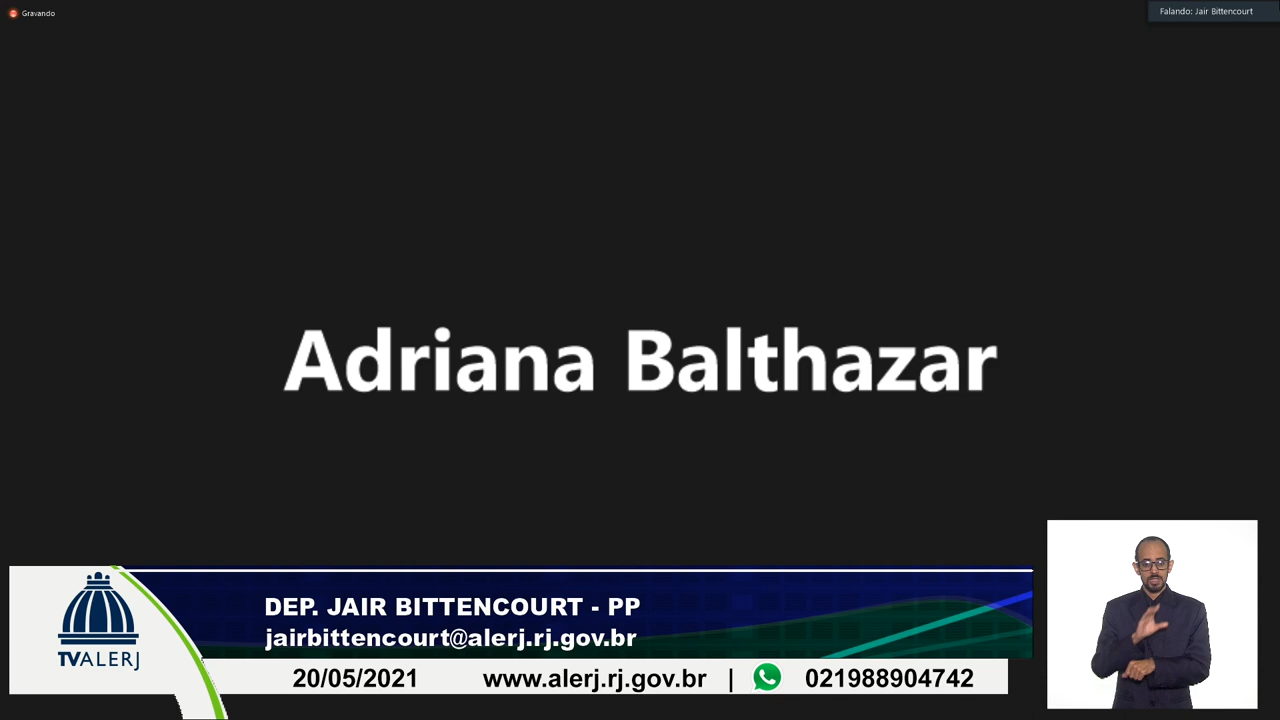 Gravando
Falando: Jair Bittencourt
Adriana Balthazar
DEP. JAIR BITTENCOURT - PP
jairbittencourt@alerj.rj.gov.br
TVALERJ
20/05/2021 www.alerj.rj.gov.br | 021988904742